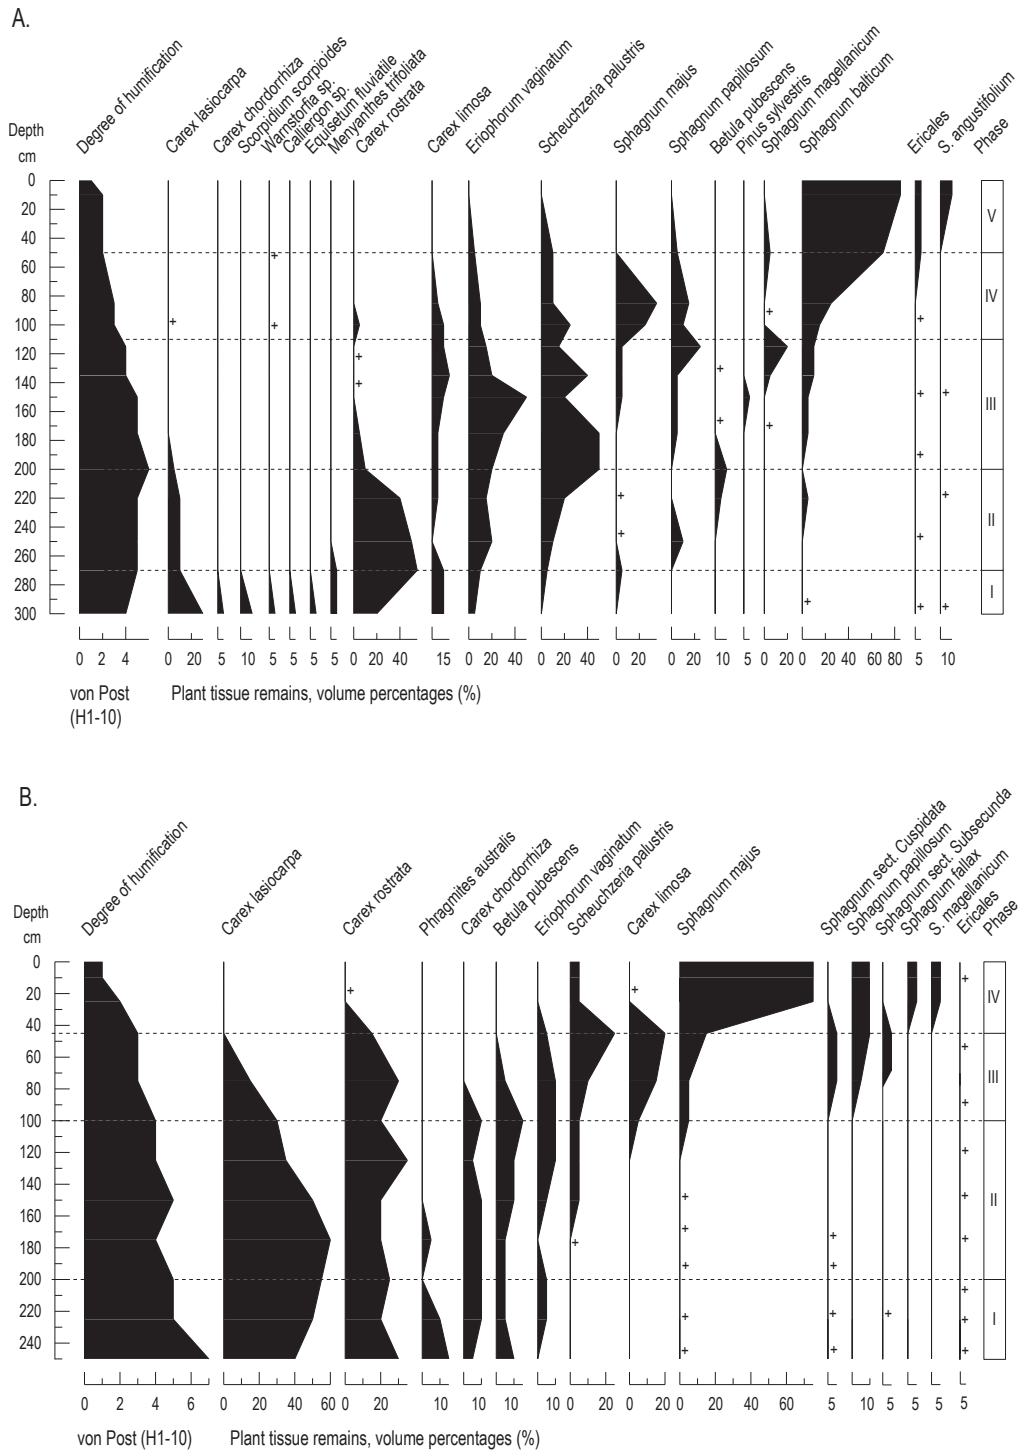 A.
Degree of humification
Carex lasiocarpa
Carex chordorrhiza
Scorpidium scorpioides
Warnstorfia sp.
Calliergon sp.
Equisetum fluviatile
Menyanthes trifoliata
Carex rostrata
Carex limosa
Eriophorum vaginatum
Scheuchzeria palustris
Sphagnum majus
Sphagnum papillosum
Betula pubescens
Pinus sylvestris
Sphagnum magellanicum
Sphagnum balticum
Ericales
S. angustifolium
Phase
Depth
cm
0
20
40
60
80
100
120
140
160
180
200
220
240
260
280
300
V
IV
III
II
I
0 2 4 0 20 5 5 5 5 5 5 0 20 40 15 0 20 40 0 20 40 0 20 0 20 10 5 0 20 0 20 40 60 80 5 10
von Post
(H1-10)
Plant tissue remains, volume percentages (%)
B.
Degree of humification
Carex lasiocarpa
Carex rostrata
Phragmites australis
Carex chordorrhiza
Betula pubescens
Eriophorum vaginatum
Scheuchzeria palustris
Carex limosa
Sphagnum majus
Sphagnum sect. Cuspidata
Sphagnum papillosum
Sphagnum sect. Subsecunda
Sphagnum fallax
S. magellanicum
Ericales
Phase
Depth
cm
0
20
40
60
80
100
120
140
160
180
200
220
240
IV
III
II
I
0 2 4 6 0 20 40 60 0 20 10 10 10 10 0 20 0 20 0 20 40 60 5 10 5 5 5 5
von Post (H1-10)
Plant tissue remains, volume percentages (%)